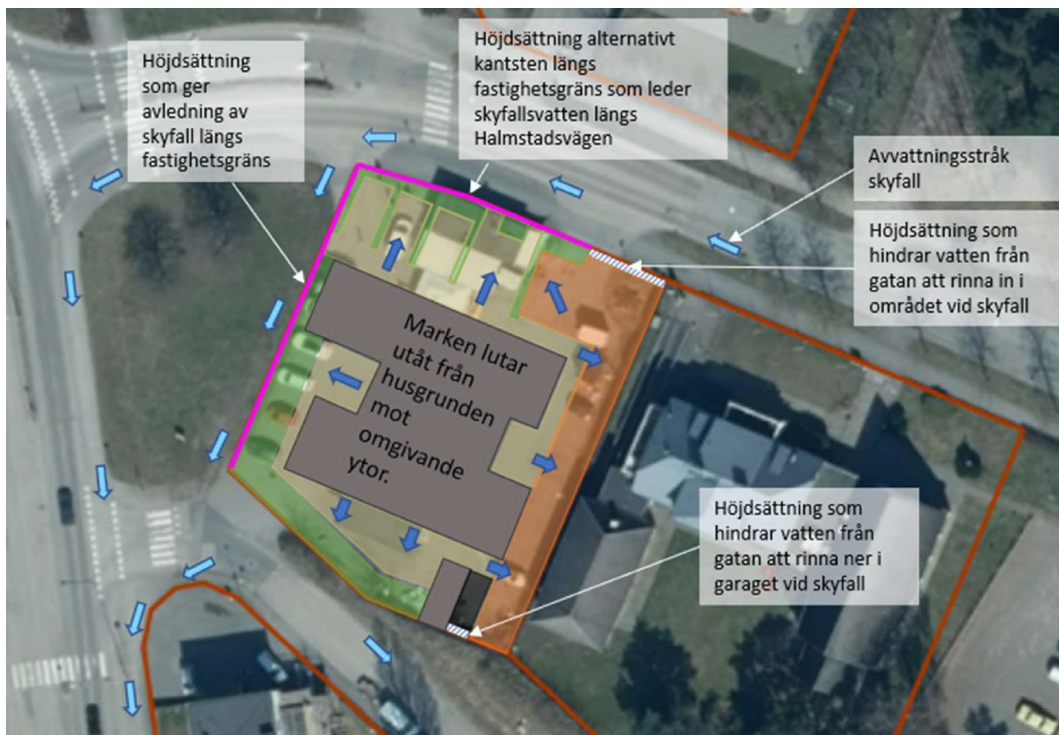 Höjdsättning
som ger
avledning av
skyfall längs
fastighetsgräns
Höjdsättning alternativt
kantsten längs
fastighetsgräns som leder
skyfallsvatten längs
Halmstadsvägen
Avvattningsstråk
skyfall
Höjdsättning som
hindrar vatten från
gatan att rinna in i
området vid skyfall
Marken lutar
utåt från
husgrunden
mot
omgivande
ytor.
Höjdsättning som
hindrar vatten från
gatan att rinna ner i
garaget vid skyfall